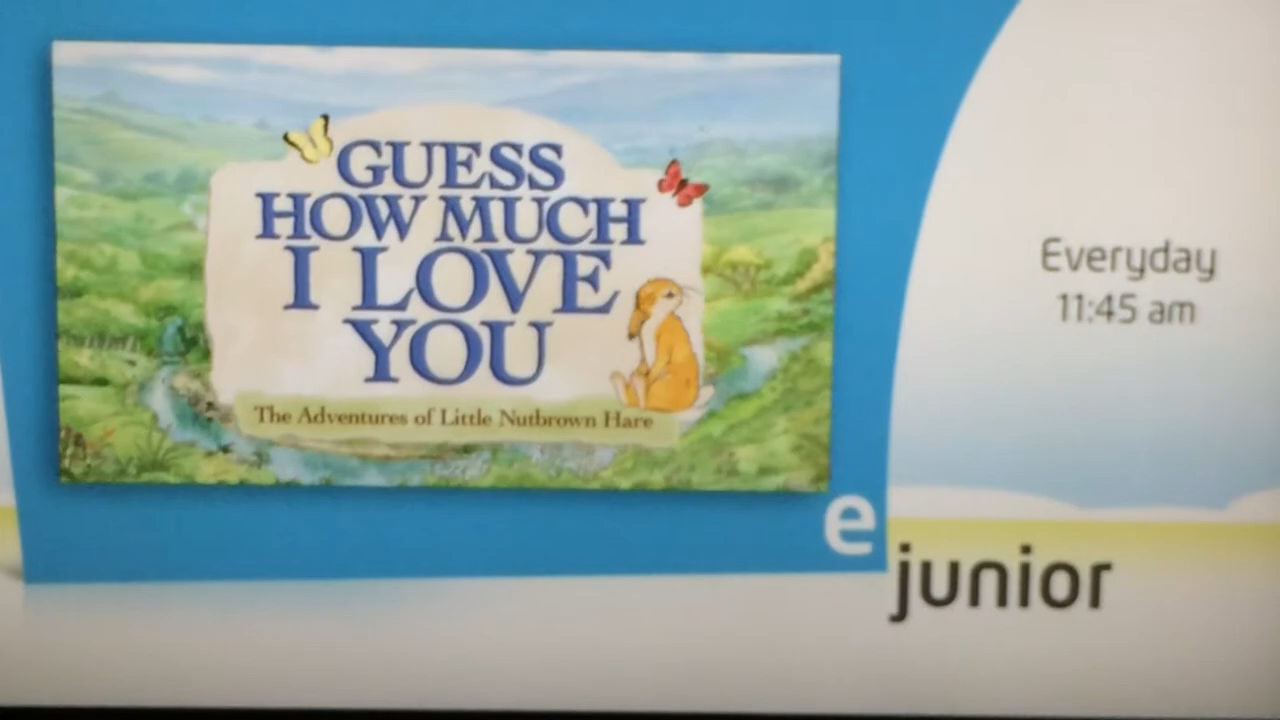 GUESS
HOW MUCH
I LOVE
YOU
The Adventures of Little Nutbrown Hare
Everyday
11:45 am
e
junior